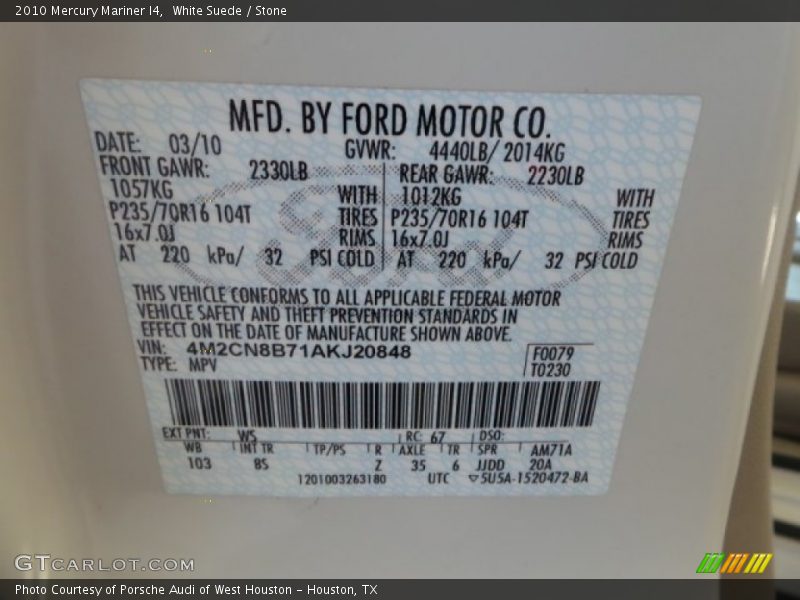 2010 Mercury Mariner I4, White Suede / Stone
MFD. BY FORD MOTOR CO.
DATE: 03/10 GVWR: 4440LB/ 2014KG
FRONT GAWR: 2330LB REAR GAWR: 2230LB
1057KG WITH 1012KG WITH
P235/70R16 104T TIRES P235/70R16 104T TIRES
16x7.0J RIMS 16x7.0J RIMS
AT 220 kPa/ 32 PSI COLD AT 220 kPa/ 32 PSI COLD
THIS VEHICLE CONFORMS TO ALL APPLICABLE FEDERAL MOTOR
VEHICLE SAFETY AND THEFT PREVENTION STANDARDS IN
EFFECT ON THE DATE OF MANUFACTURE SHOWN ABOVE.
VIN: 4M2CN8B71AKJ20848 F0079
TYPE: MPV T0230
EXT PNT: WS RC: 67 DSO:
WB INT TR TP/PS R AXLE TR SPR AM71A
103 8S Z 35 6 JJDD 20A
1201003263180 UTC ▽5U5A-1520472-BA
GTCARLOT.COM
Photo Courtesy of Porsche Audi of West Houston – Houston, TX